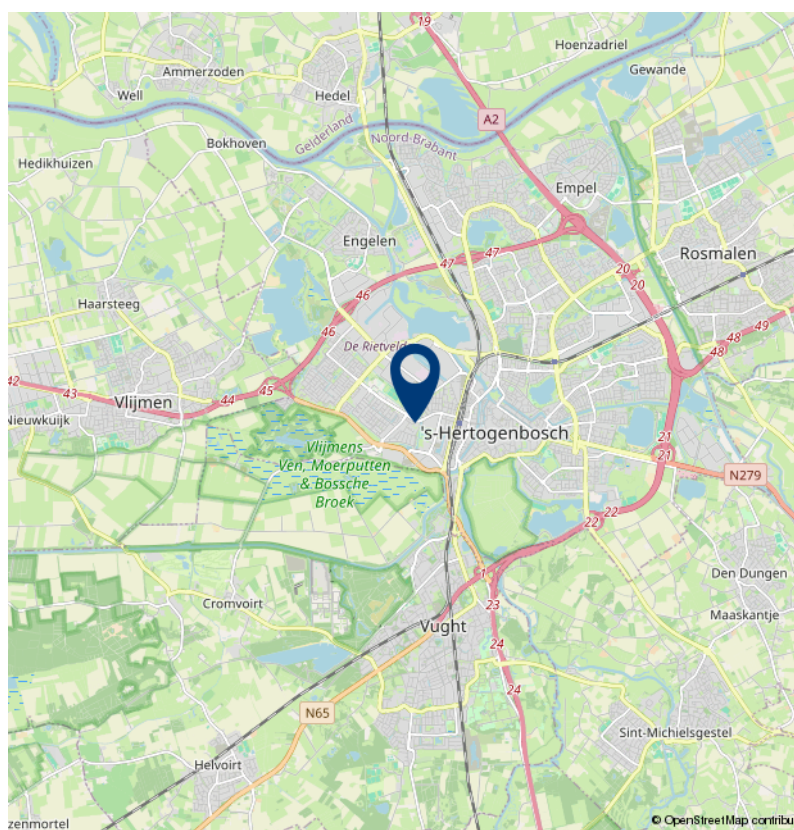 19
Hoenzadriel
Ammerzoden
Gewande
Well
Hedel
A2
Gelderland
Noord-Brabant
Bokhoven
Hedikhuizen
Empel
Engelen
47
47
Rosmalen
20
20
46
Haarsteeg
46
49
48
De Rietveld
48
42
43
45
44
Vlijmen
Nieuwkuijk
's-Hertogenbosch
21
21
Vlijmens
Ven, Moerputten
& Bossche
Broek
N279
22
22
1
Den Dungen
23
Cromvoirt
Maaskantje
Vught
24
24
N65
Sint-Michielsgestel
Helvoirt
zenmortel
© OpenStreetMap contribu